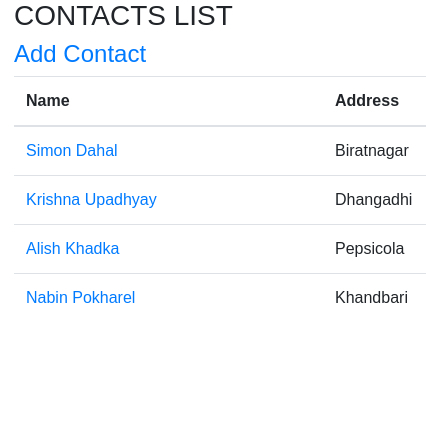 CONTACTS LIST
Add Contact
Name Address
Simon Dahal Biratnagar
Krishna Upadhyay Dhangadhi
Alish Khadka Pepsicola
Nabin Pokharel Khandbari